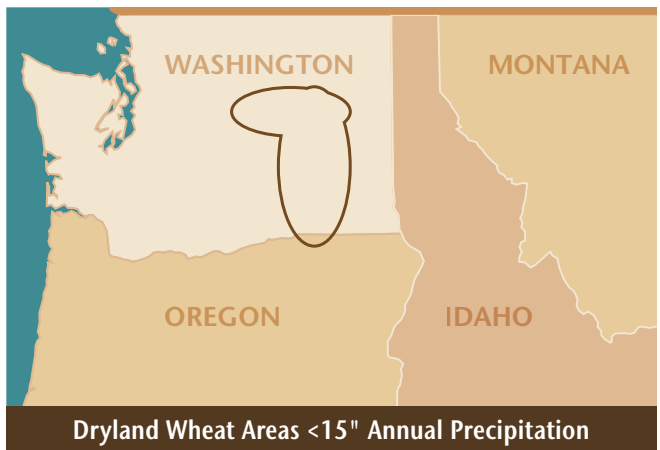 WASHINGTON
MONTANA
OREGON
IDAHO
Dryland Wheat Areas <15" Annual Precipitation